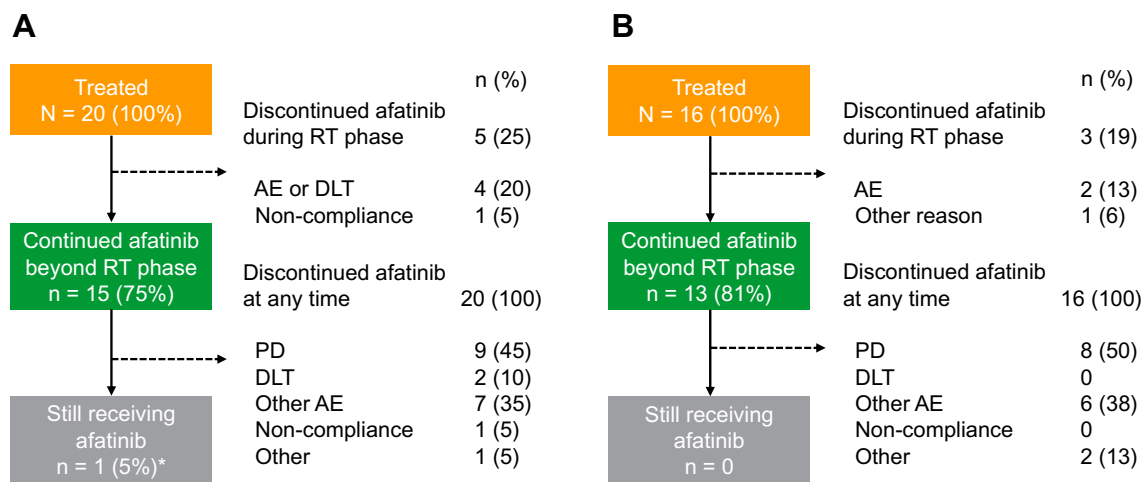 A
Treated
N = 20 (100%)
n (%)
Discontinued afatinib
during RT phase 5 (25)
AE or DLT 4 (20)
Non-compliance 1 (5)
Continued afatinib
beyond RT phase
n = 15 (75%)
Discontinued afatinib
at any time 20 (100)
PD 9 (45)
DLT 2 (10)
Other AE 7 (35)
Non-compliance 1 (5)
Other 1 (5)
Still receiving
afatinib
n = 1 (5%)*
B
Treated
N = 16 (100%)
n (%)
Discontinued afatinib
during RT phase 3 (19)
AE 2 (13)
Other reason 1 (6)
Continued afatinib
beyond RT phase
n = 13 (81%)
Discontinued afatinib
at any time 16 (100)
PD 8 (50)
DLT 0
Other AE 6 (38)
Non-compliance 0
Other 2 (13)
Still receiving
afatinib
n = 0